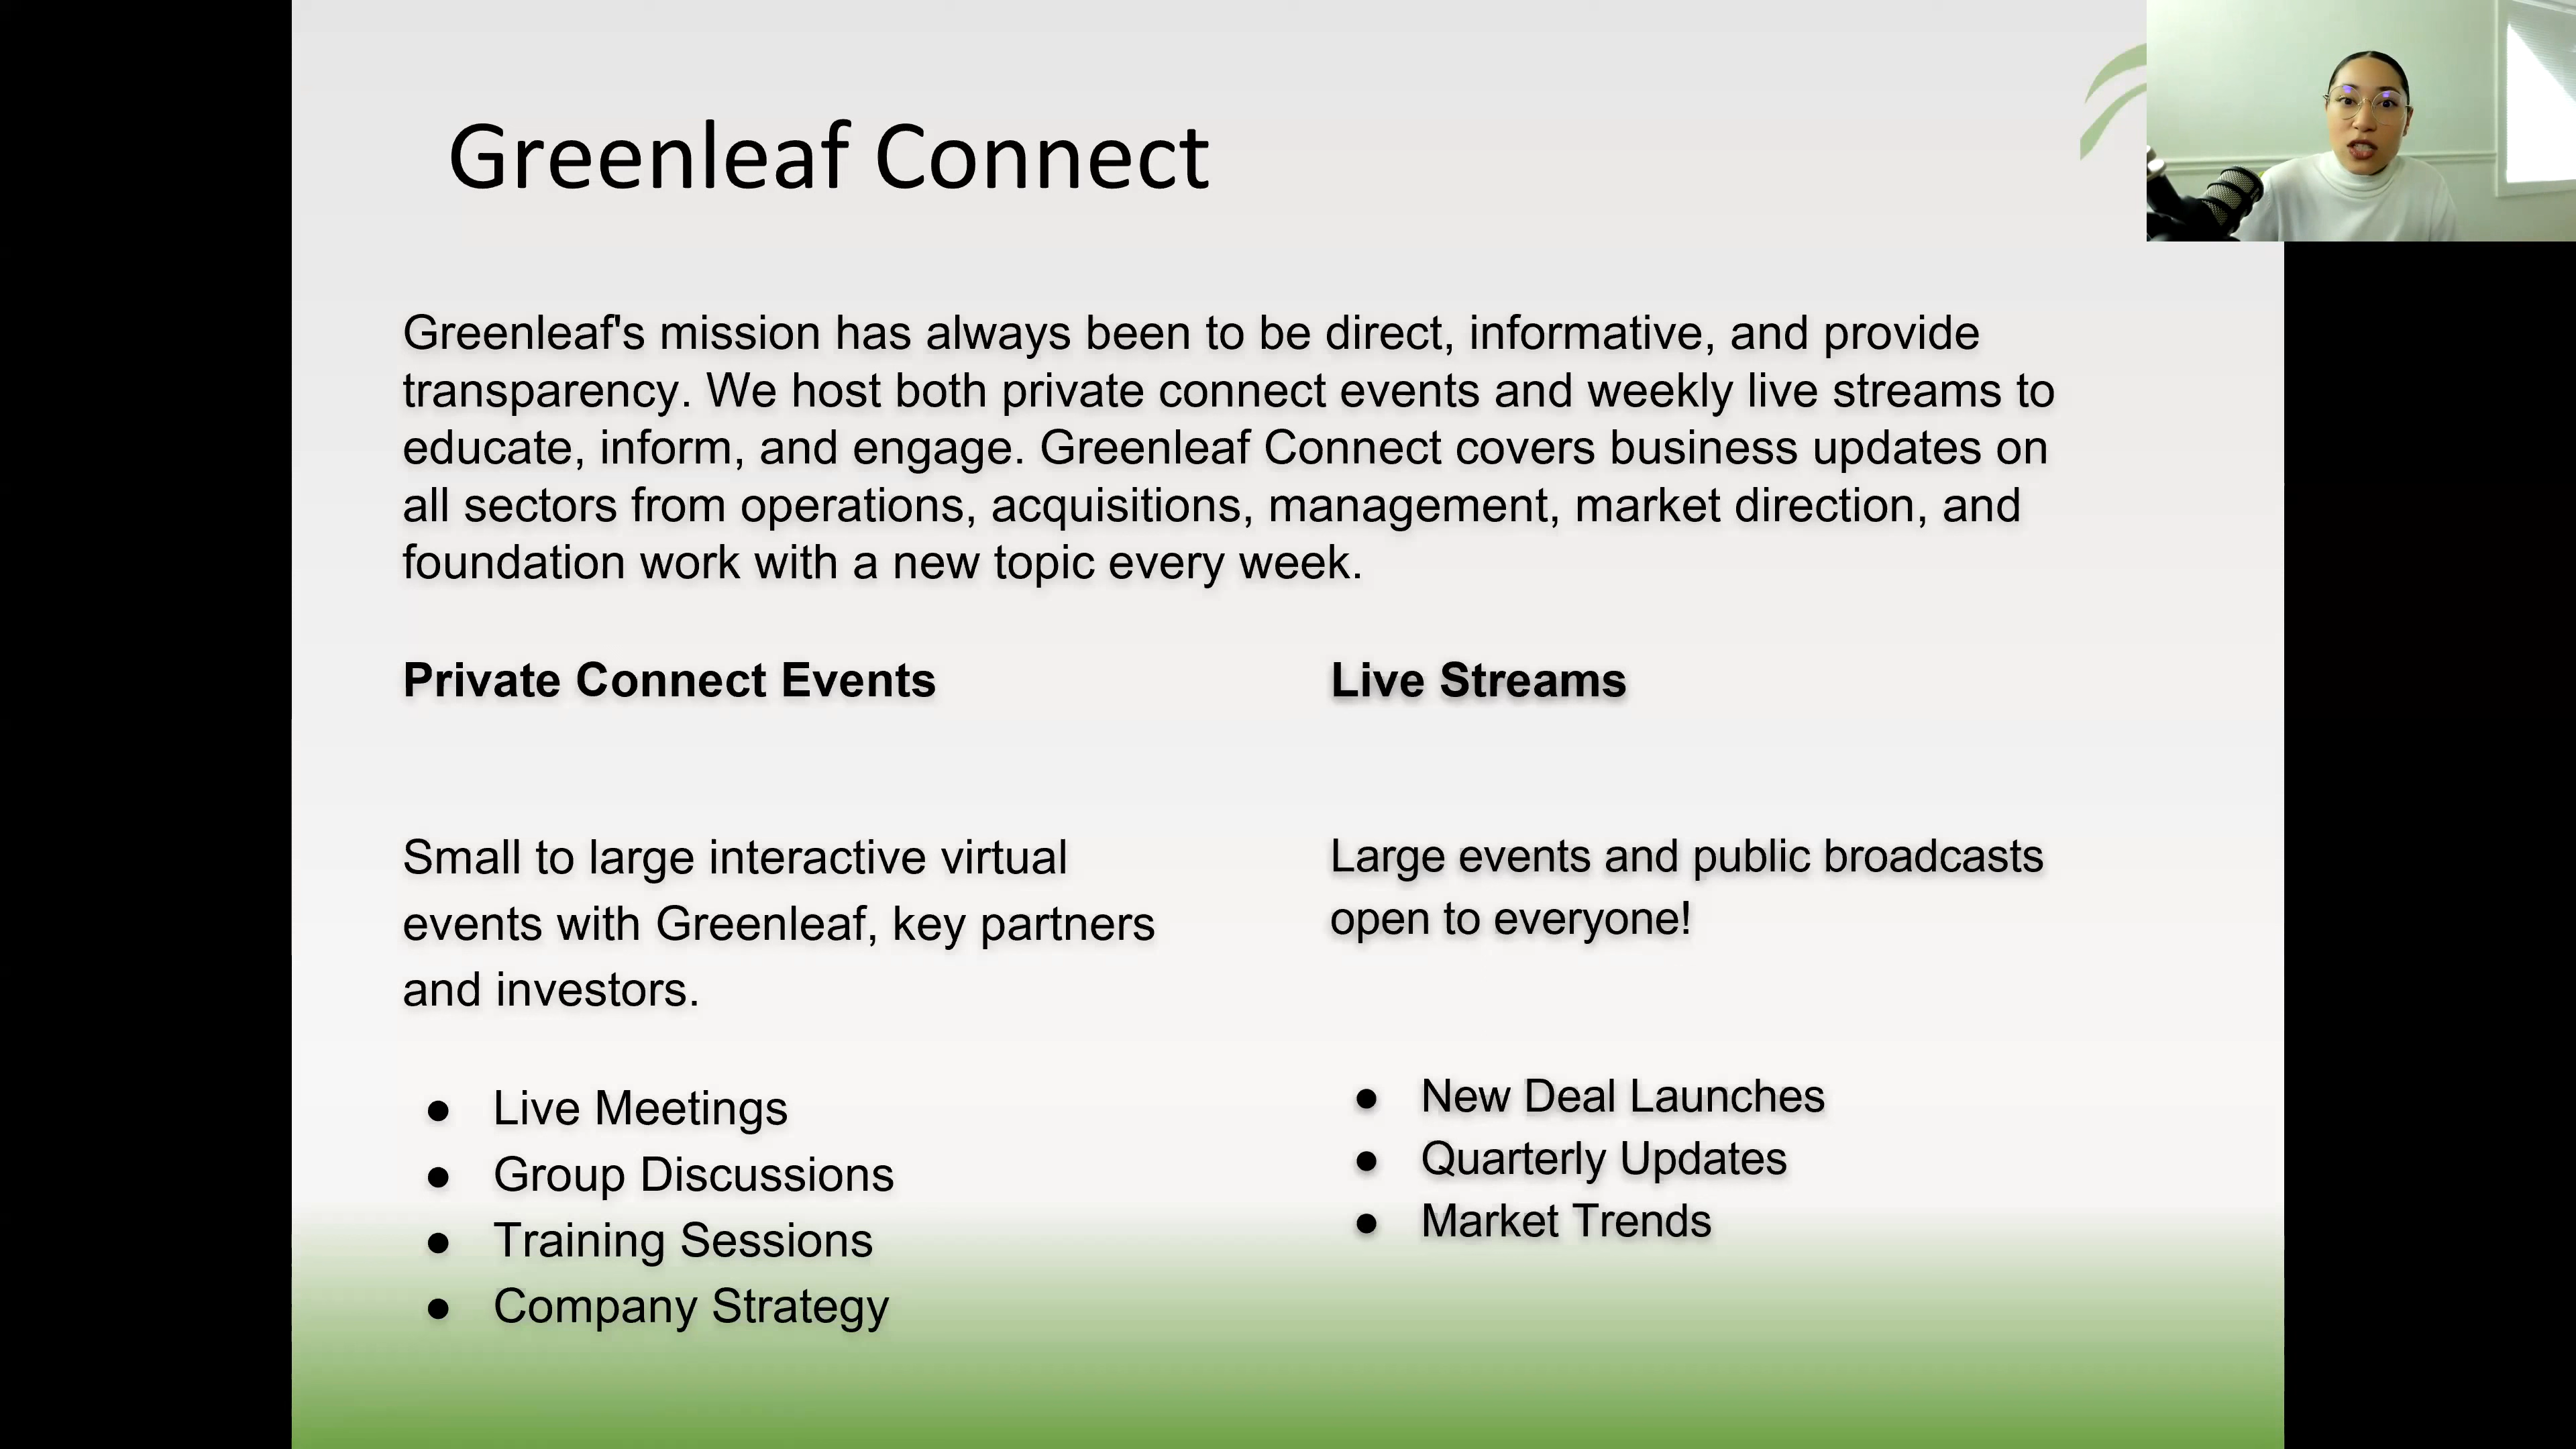 Greenleaf Connect
Greenleaf's mission has always been to be direct, informative, and provide
transparency. We host both private connect events and weekly live streams to
educate, inform, and engage. Greenleaf Connect covers business updates on
all sectors from operations, acquisitions, management, market direction, and
foundation work with a new topic every week.
Private Connect Events
Small to large interactive virtual
events with Greenleaf, key partners
and investors.
● Live Meetings
● Group Discussions
● Training Sessions
● Company Strategy
Live Streams
Large events and public broadcasts
open to everyone!
● New Deal Launches
● Quarterly Updates
● Market Trends